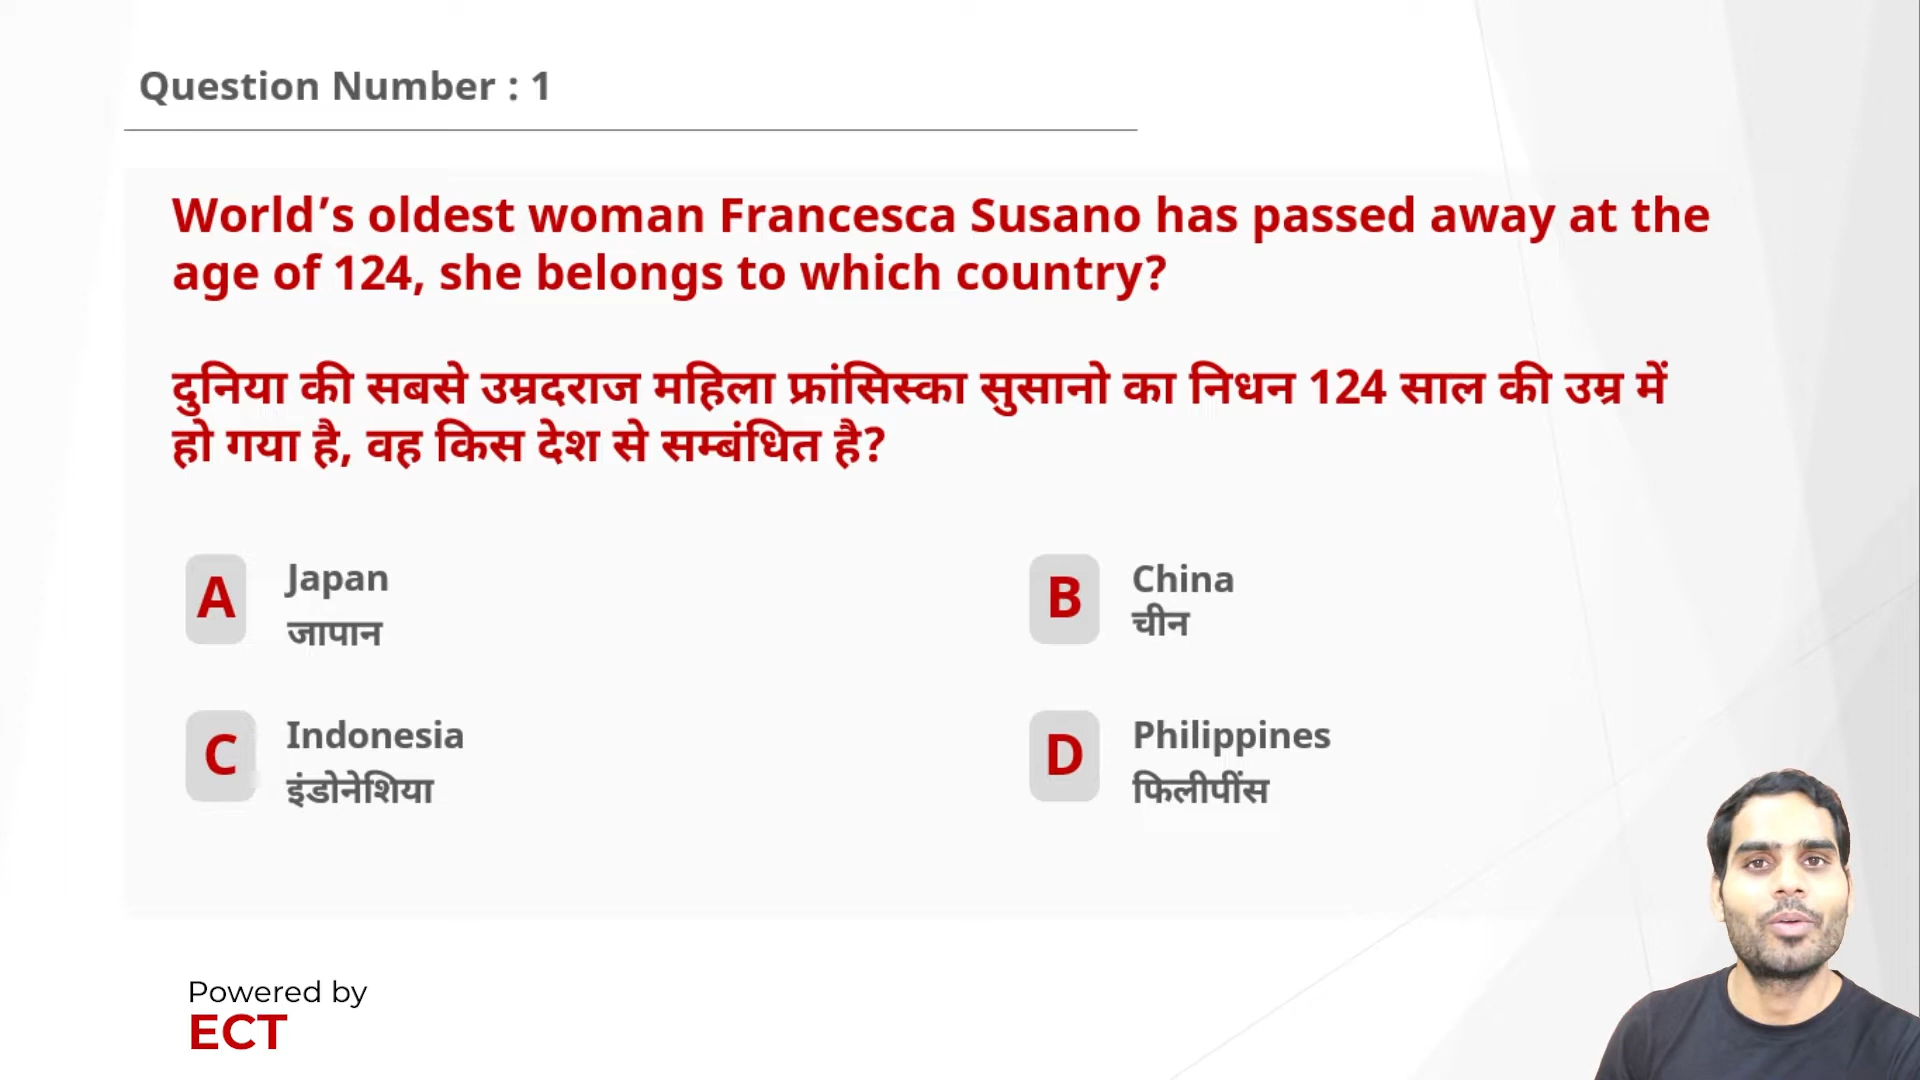 Question Number : 1
World’s oldest woman Francesca Susano has passed away at the
age of 124, she belongs to which country?
दुनिया की सबसे उम्रदराज महिला फ्रांसिस्का सुसानो का निधन 124 साल की उम्र में
हो गया है, वह किस देश से सम्बंधित है?
A Japan
जापान
B China
चीन
C Indonesia
इंडोनेशिया
D Philippines
फिलीपींस
Powered by
ECT